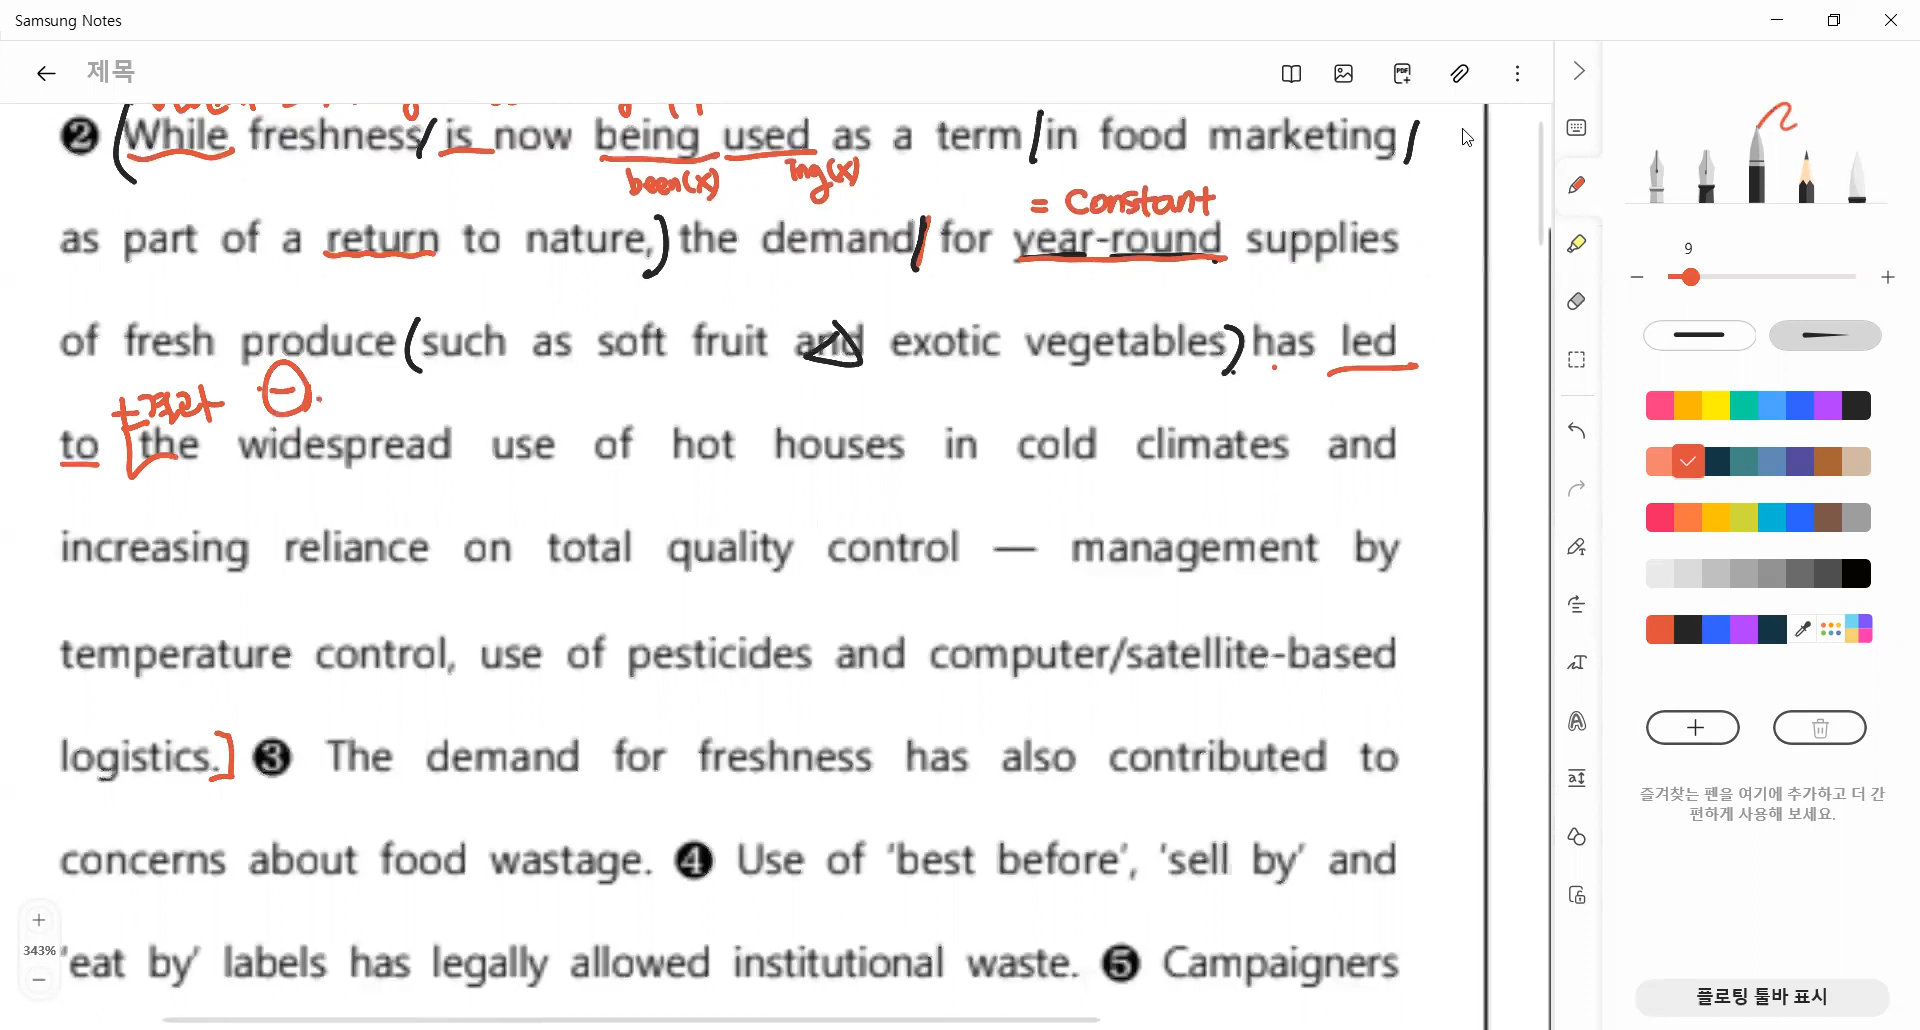 Samsung Notes
제목
❷ While freshness is now being used as a term in food marketing
been(x) ing(x)
= Constant
as part of a return to nature, the demand for year-round supplies
of fresh produce (such as soft fruit and exotic vegetables) has led
+결과
to the widespread use of hot houses in cold climates and
increasing reliance on total quality control — management by
temperature control, use of pesticides and computer/satellite-based
logistics. ❸ The demand for freshness has also contributed to
concerns about food wastage. ❹ Use of ‘best before’, ‘sell by’ and
‘eat by’ labels has legally allowed institutional waste. ❺ Campaigners
343%
PDF
9
즐겨찾는 펜을 여기에 추가하고 더 간
편하게 사용해 보세요.
플로팅 툴바 표시